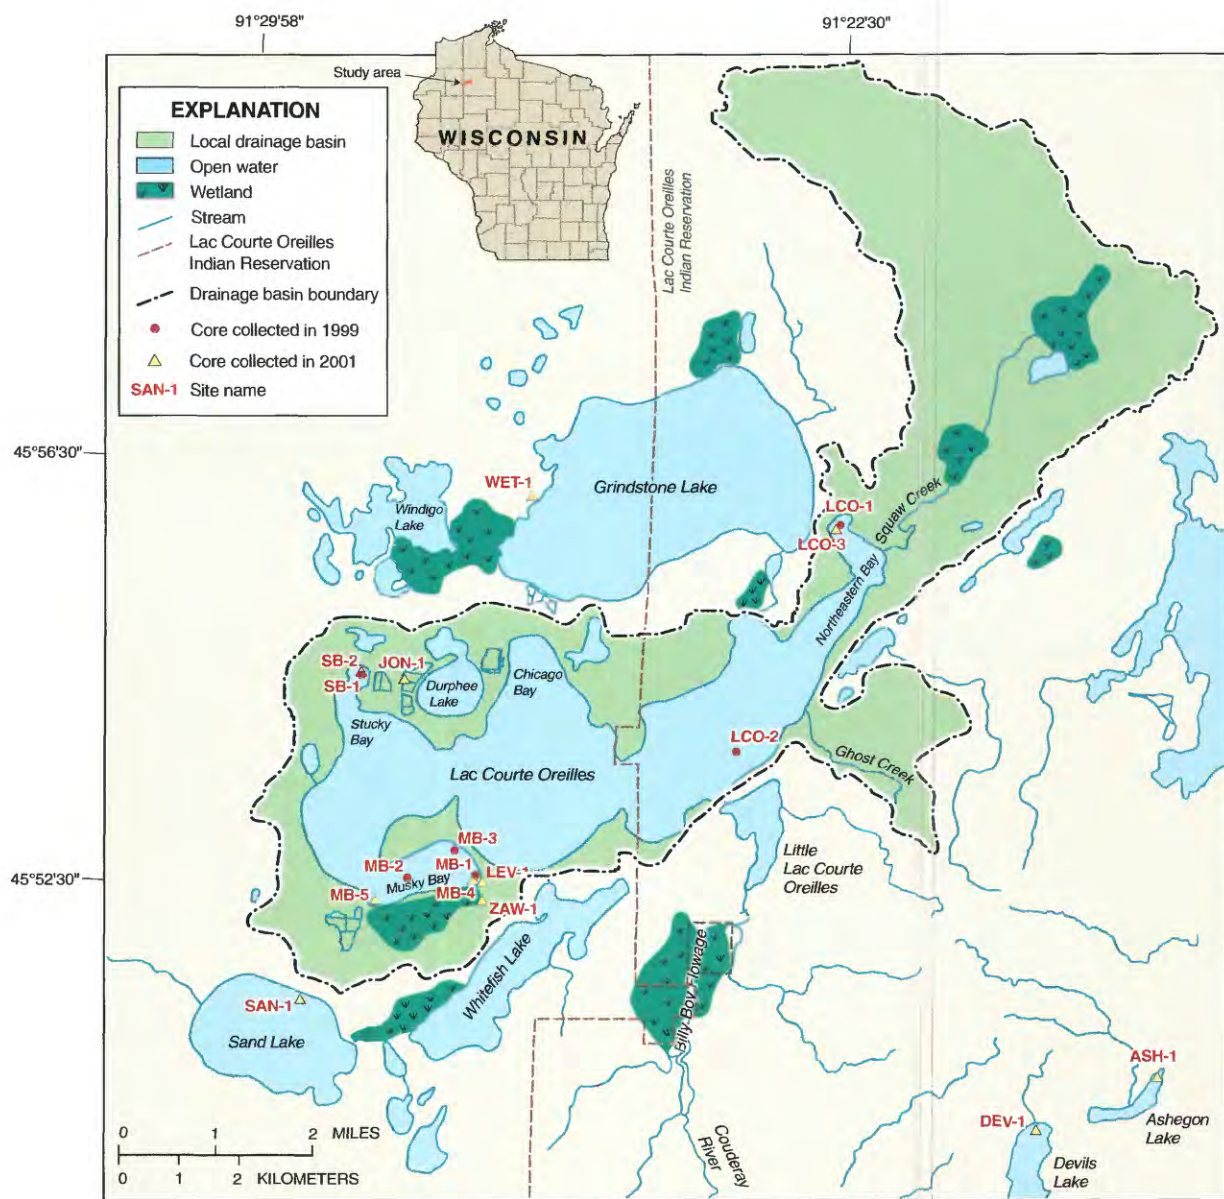 91°29'58"
91°22'30"
Study area
WISCONSIN
EXPLANATION
Local drainage basin
Open water
Wetland
Stream
Lac Courte Oreilles
Indian Reservation
Drainage basin boundary
Core collected in 1999
Core collected in 2001
SAN-1 Site name
Lac Courte Oreilles
Indian Reservation
45°56'30"
WET-1
Grindstone Lake
Windigo
Lake
LCO-1
LCO-3
Squaw Creek
Northeastern Bay
SB-2
SB-1
JON-1
Durphee
Lake
Chicago
Bay
Stucky
Bay
LCO-2
Ghost Creek
Lac Courte Oreilles
MB-3
MB-2
MB-1
LEV-1
Musky Bay
MB-4
MB-5
ZAW-1
45°52'30"
Little
Lac Courte
Oreilles
Whitefish Lake
Billy Boy Flowage
SAN-1
Sand Lake
ASH-1
Ashegon
Lake
DEV-1
Devils
Lake
Couderay
River
0 1 2 MILES
0 1 2 KILOMETERS